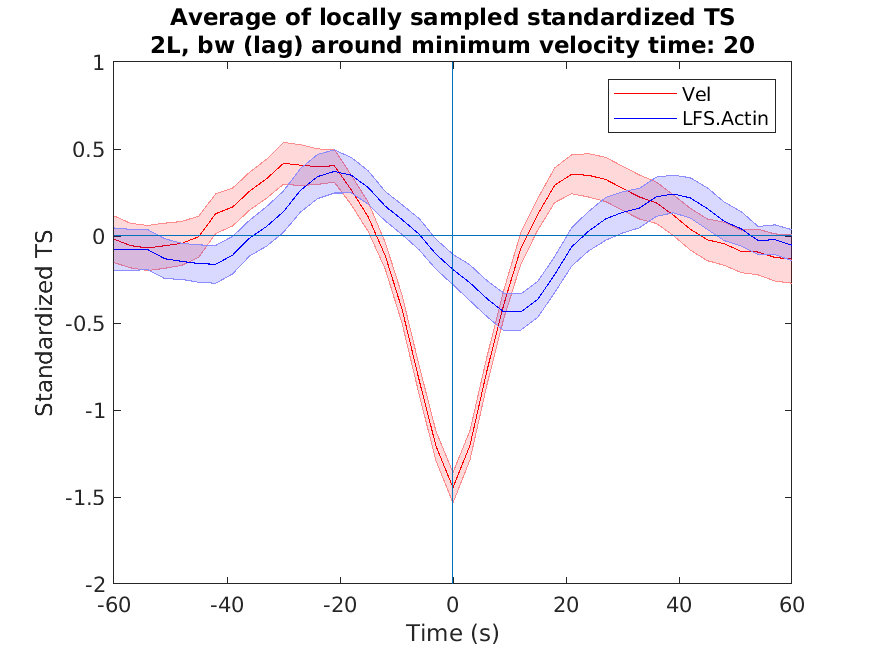 Average of locally sampled standardized TS
2L, bw (lag) around minimum velocity time: 20
1
Vel
LFS.Actin
0.5
0
-0.5
-1
-1.5
-2
Standardized TS
-60
-40
-20
0
20
40
60
Time (s)